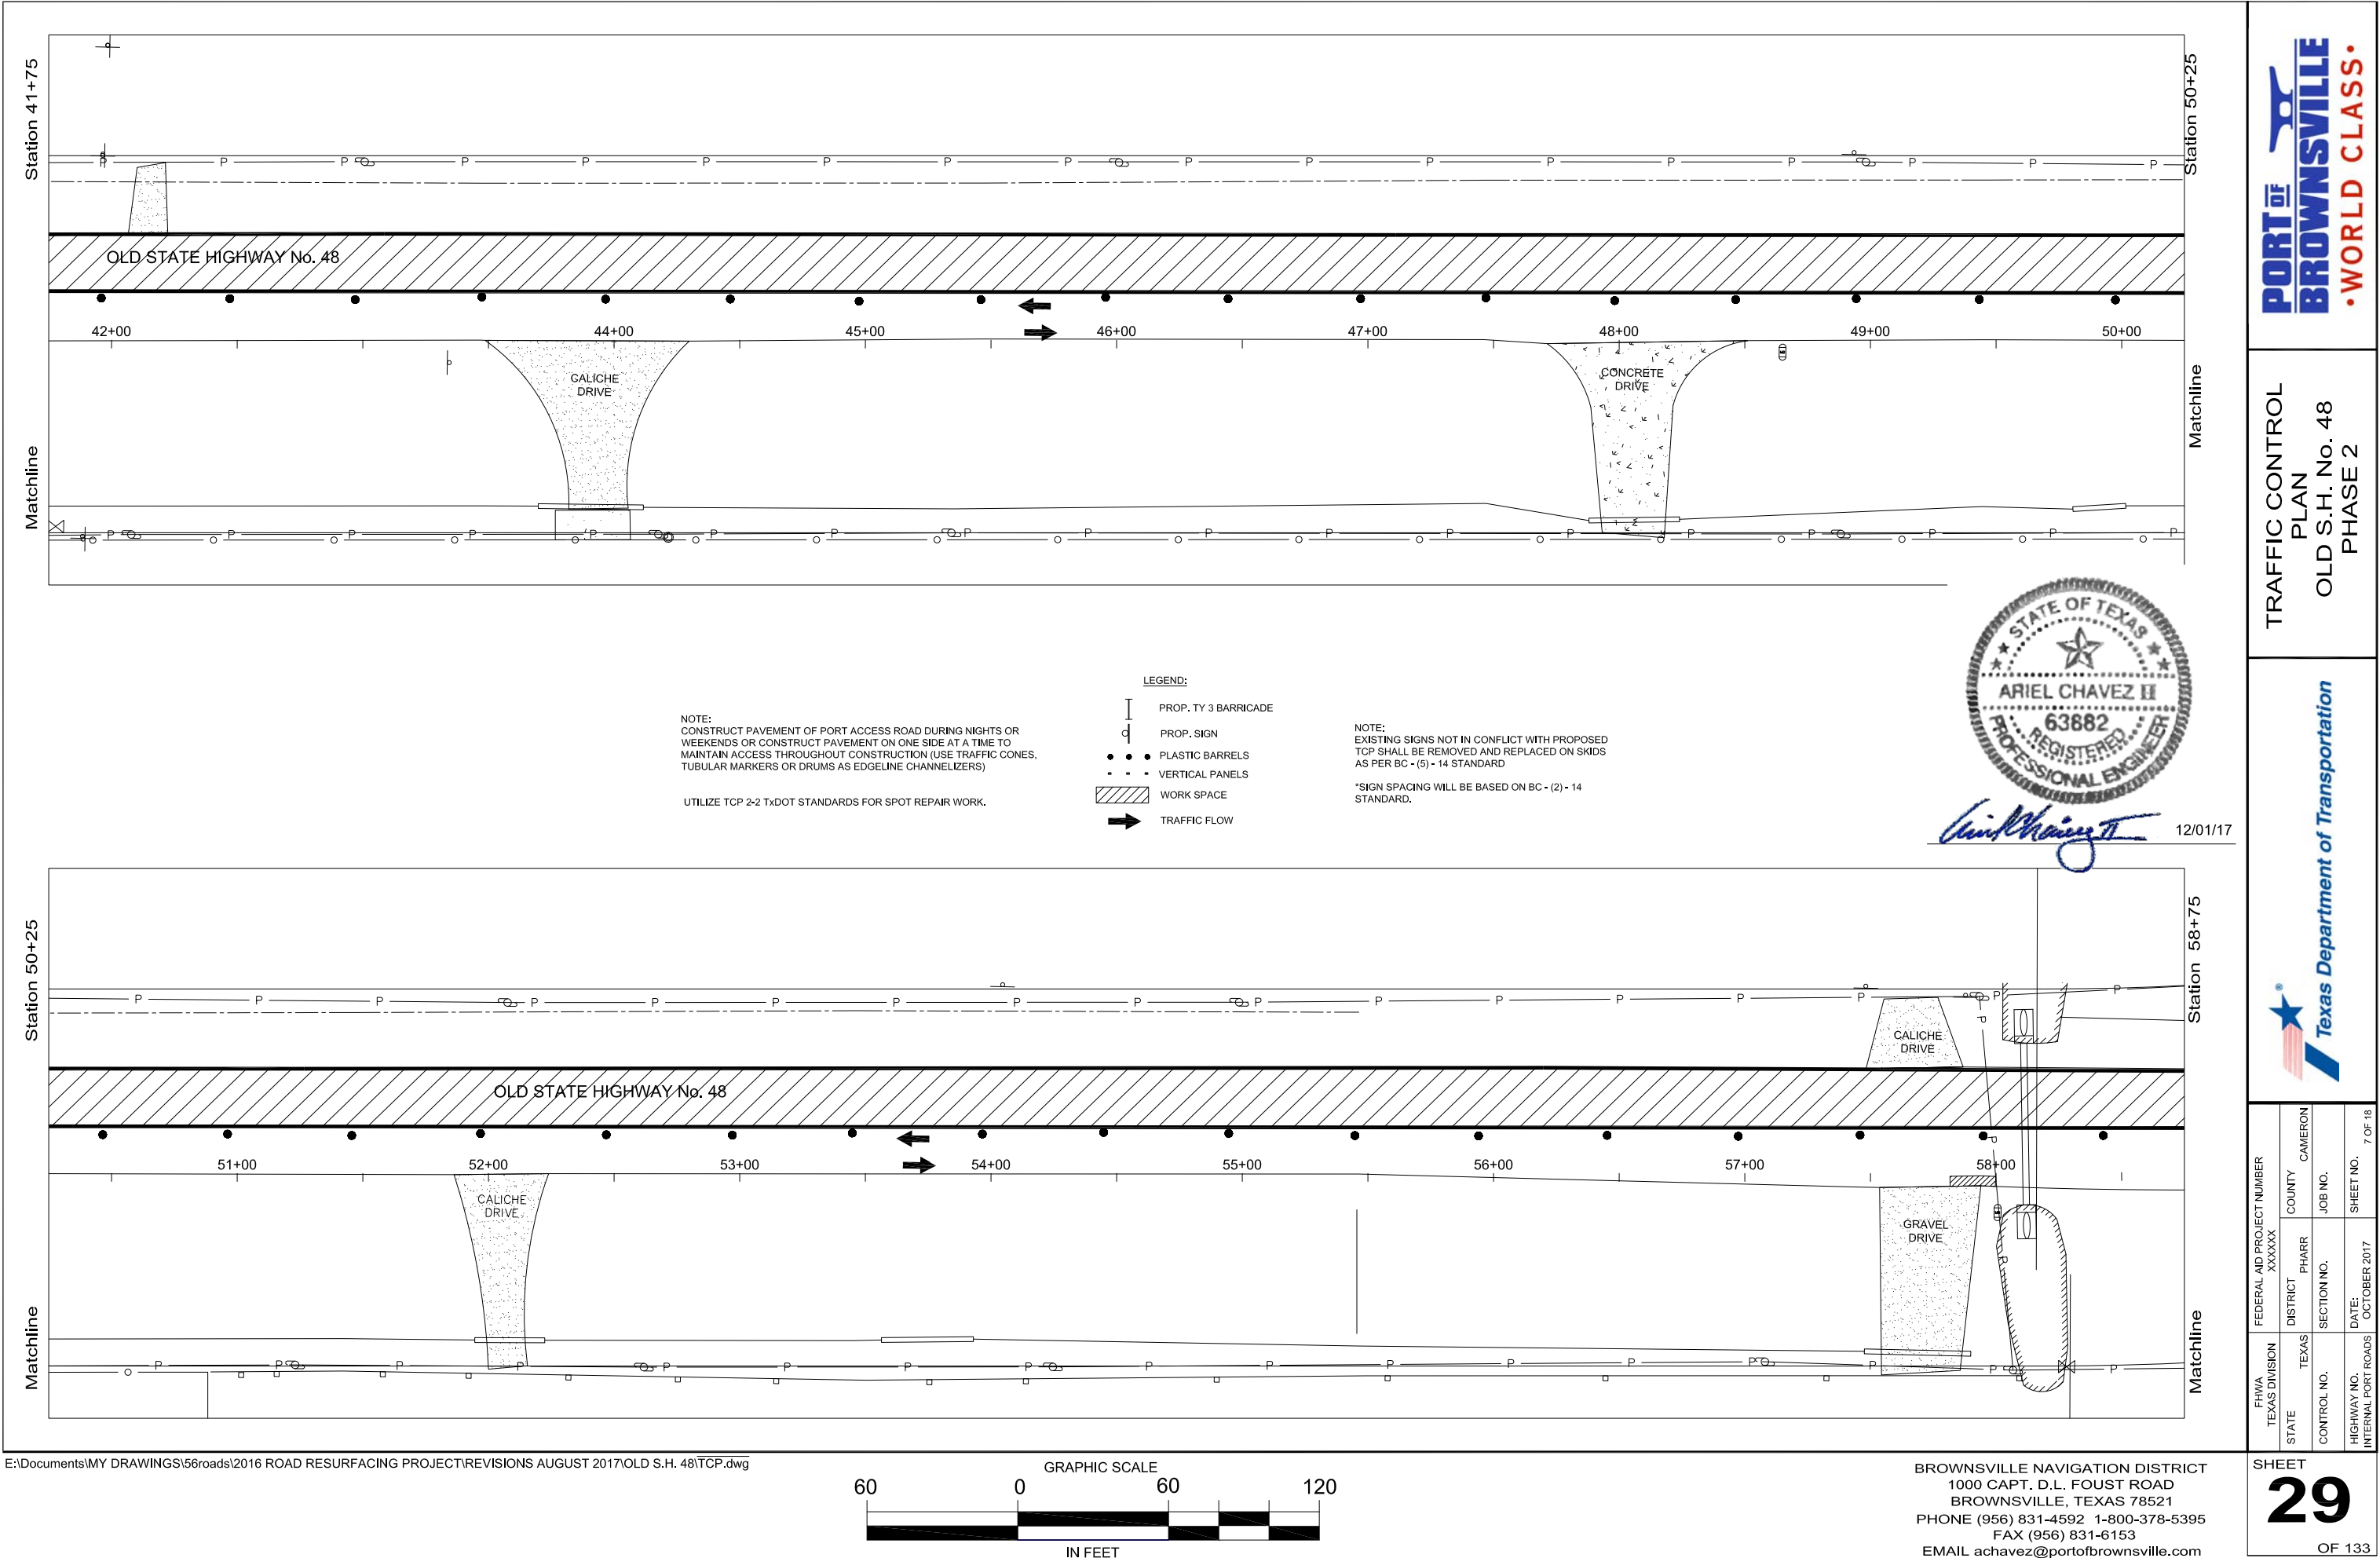 Station 41+75
Matchline
Station 50+25
Matchline
P P P P P P P P P P P P P P P P P P
OLD STATE HIGHWAY No. 48
42+00 44+00 45+00 46+00 47+00 48+00 49+00 50+00
CALICHE
DRIVE
CONCRETE
DRIVE
P P P P P P P P P P P P P P P P P P
NOTE:
CONSTRUCT PAVEMENT OF PORT ACCESS ROAD DURING NIGHTS OR
WEEKENDS OR CONSTRUCT PAVEMENT ON ONE SIDE AT A TIME TO
MAINTAIN ACCESS THROUGHOUT CONSTRUCTION (USE TRAFFIC CONES,
TUBULAR MARKERS OR DRUMS AS EDGELINE CHANNELIZERS)
UTILIZE TCP 2-2 TxDOT STANDARDS FOR SPOT REPAIR WORK.
LEGEND:
PROP. TY 3 BARRICADE
PROP. SIGN
PLASTIC BARRELS
VERTICAL PANELS
WORK SPACE
TRAFFIC FLOW
NOTE:
EXISTING SIGNS NOT IN CONFLICT WITH PROPOSED
TCP SHALL BE REMOVED AND REPLACED ON SKIDS
AS PER BC - (5) - 14 STANDARD
*SIGN SPACING WILL BE BASED ON BC - (2) - 14
STANDARD.
STATE OF TEXAS
ARIEL CHAVEZ II
63882
REGISTERED
PROFESSIONAL ENGINEER
12/01/17
Station 50+25
Matchline
Station 58+75
Matchline
P P P P P P P P P P P P P P P P P
CALICHE
DRIVE
OLD STATE HIGHWAY No. 48
51+00 52+00 53+00 54+00 55+00 56+00 57+00 58+00
CALICHE
DRIVE
GRAVEL
DRIVE
P P P P P P P P P P P P P P P P P
E:\Documents\MY DRAWINGS\56roads\2016 ROAD RESURFACING PROJECT\REVISIONS AUGUST 2017\OLD S.H. 48\TCP.dwg
GRAPHIC SCALE
60 0 60 120
IN FEET
BROWNSVILLE NAVIGATION DISTRICT
1000 CAPT. D.L. FOUST ROAD
BROWNSVILLE, TEXAS 78521
PHONE (956) 831-4592 1-800-378-5395
FAX (956) 831-6153
EMAIL achavez@portofbrownsville.com
PORT OF
BROWNSVILLE
•WORLD CLASS•
TRAFFIC CONTROL
PLAN
OLD S.H. No. 48
PHASE 2
Texas Department of Transportation
®
FHWA
TEXAS DIVISION
FEDERAL AID PROJECT NUMBER
XXXXXX
STATE
TEXAS
DISTRICT
PHARR
COUNTY
CAMERON
CONTROL NO.
SECTION NO.
JOB NO.
HIGHWAY NO.
INTERNAL PORT ROADS
DATE:
OCTOBER 2017
SHEET NO.
7 OF 18
SHEET
29
OF 133